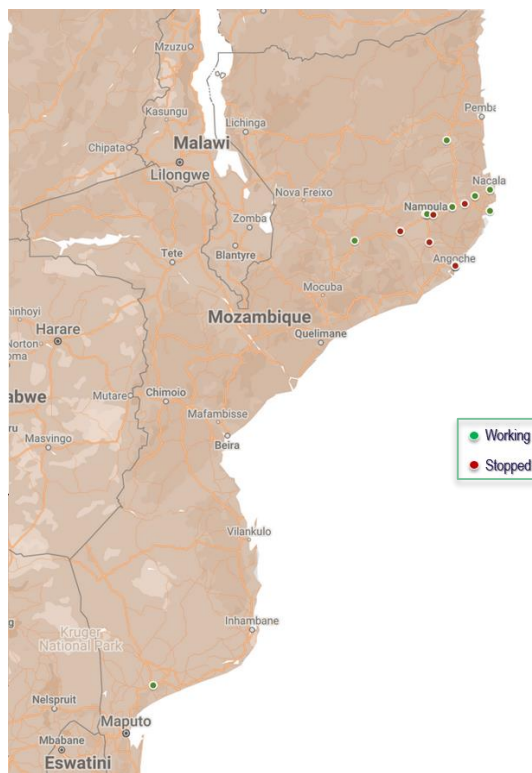 Mzuzu
Kasungu
Pemba
Lichinga
Chipata
Malawi
Lilongwe
Nacala
Nova Freixo
Nampula
Zomba
Tete
Blantyre
Angoche
Mocuba
Mozambique
Quelimane
Harare
Norton
Mutare
Chimoio
Mafambisse
Masvingo
Beira
Working
Stopped
Vilankulo
Inhambane
Kruger
National Park
Nelspruit
Maputo
Mbabane
Eswatini